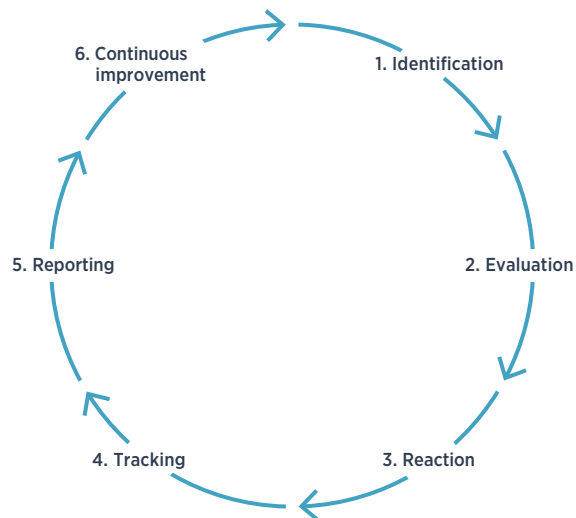 1. Identification
2. Evaluation
3. Reaction
4. Tracking
5. Reporting
6. Continuous
improvement